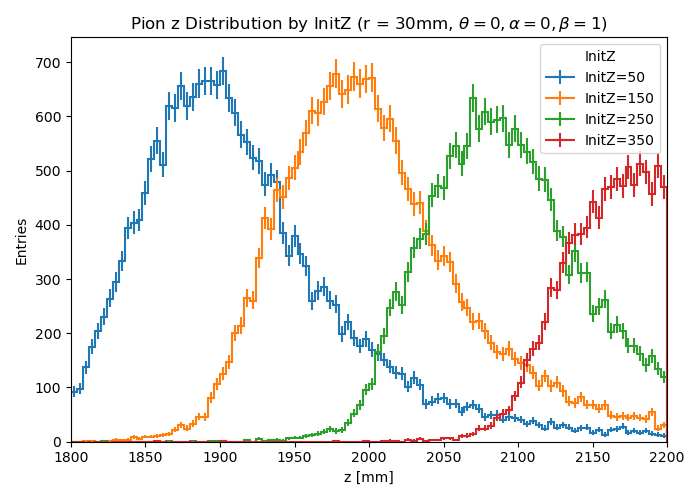 Pion z Distribution by InitZ (r = 30mm, θ = 0, α = 0, β = 1)
InitZ
InitZ=50
InitZ=150
InitZ=250
InitZ=350
700
600
500
400
300
200
100
0
Entries
1800 1850 1900 1950 2000 2050 2100 2150 2200
z [mm]